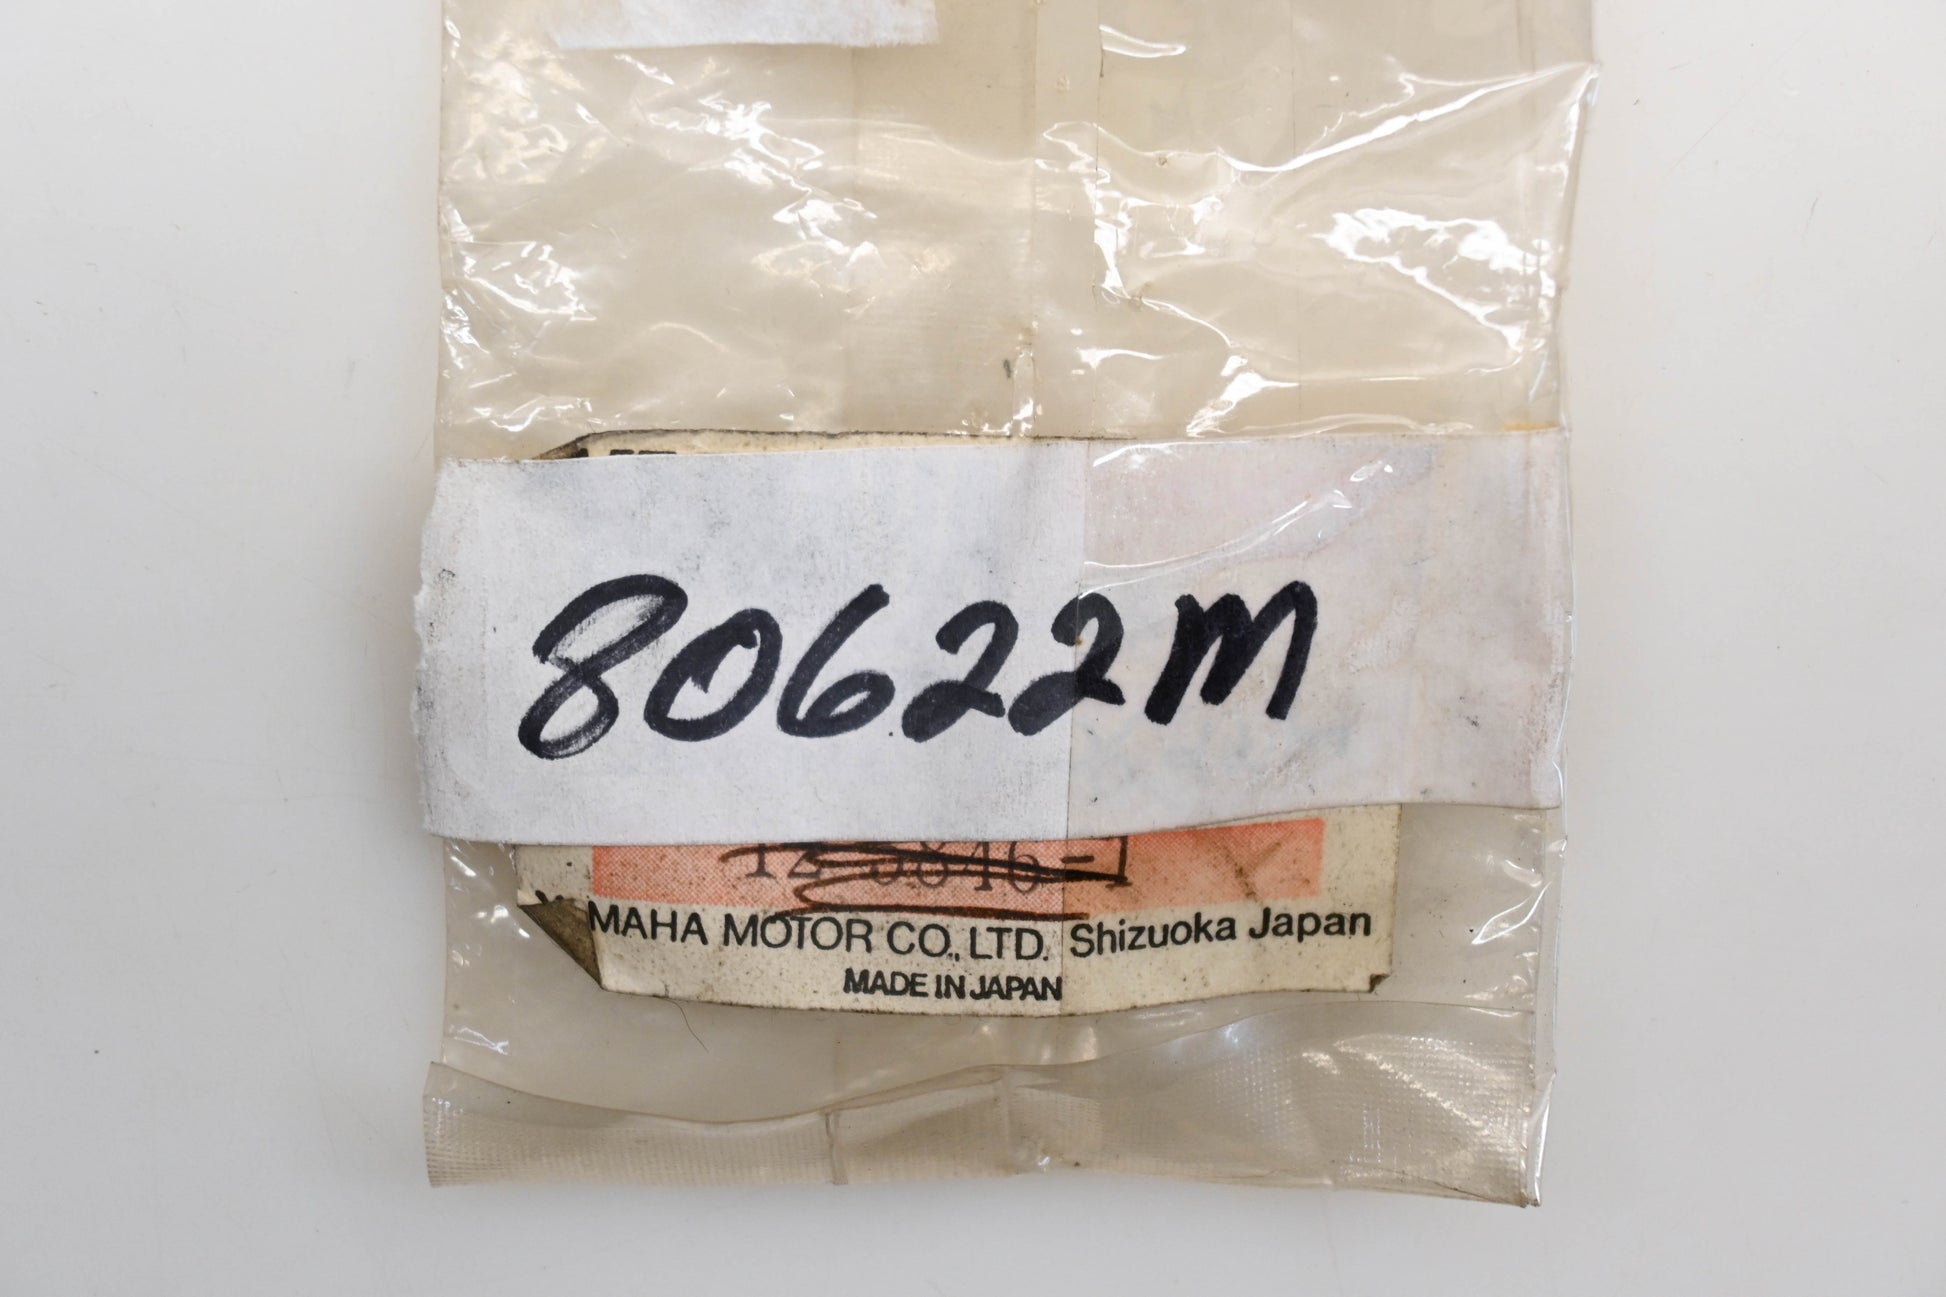 80622M
MAHA MOTOR CO., LTD. Shizuoka Japan
MADE IN JAPAN